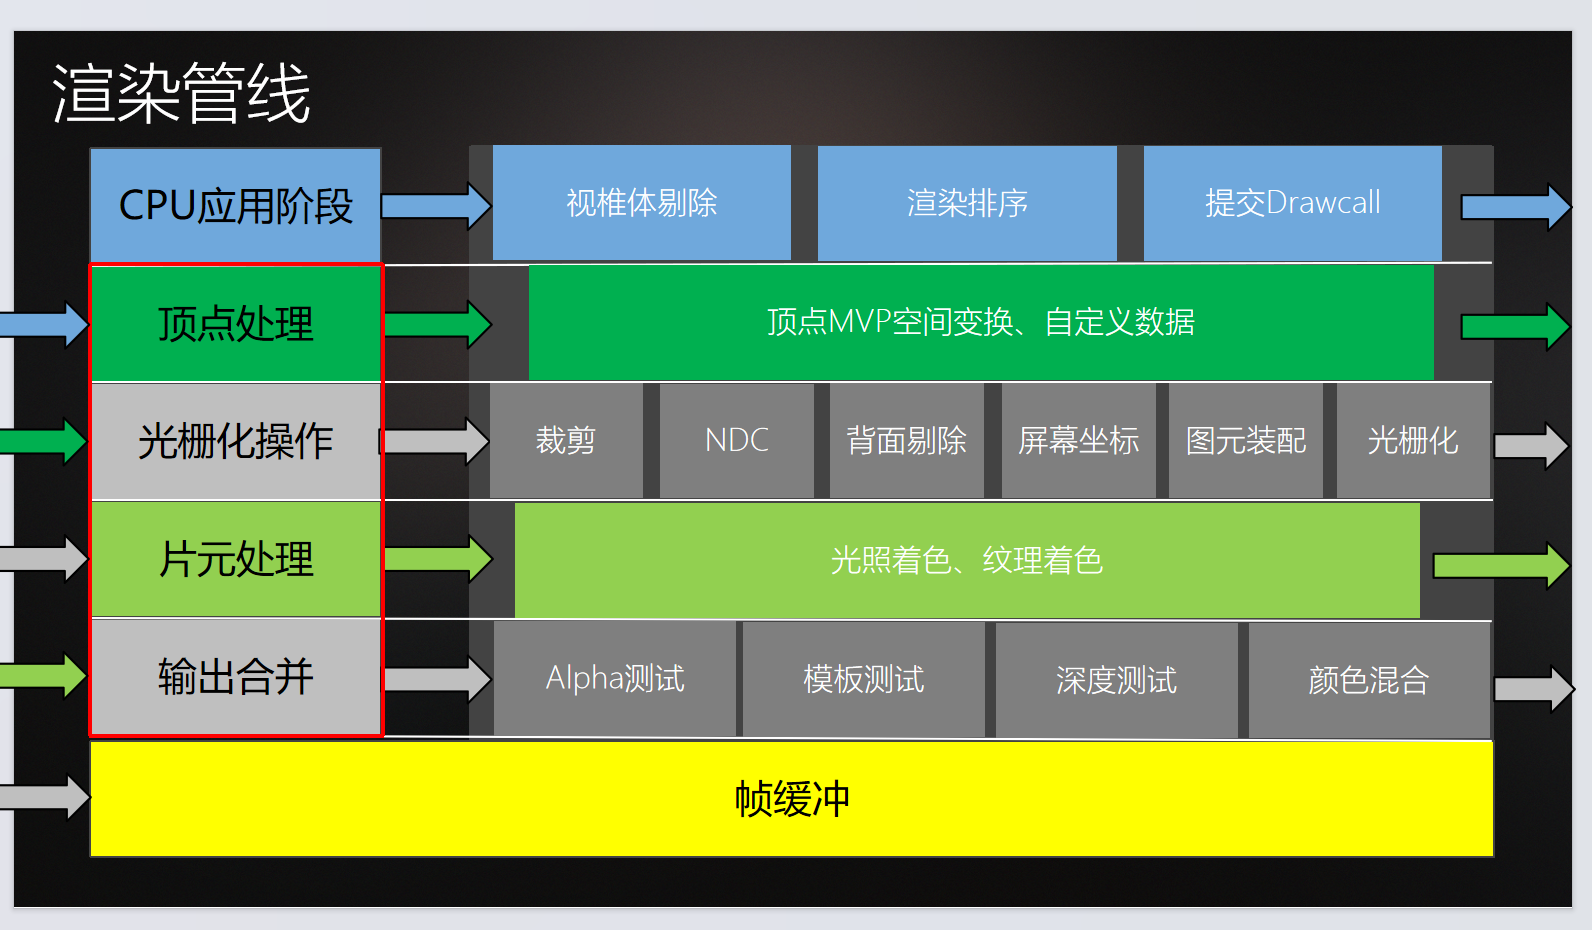 渲染管线
CPU应用阶段
视椎体剔除
渲染排序
提交Drawcall
顶点处理
顶点MVP空间变换、自定义数据
光栅化操作
裁剪
NDC
背面剔除
屏幕坐标
图元装配
光栅化
片元处理
光照着色、纹理着色
输出合并
Alpha测试
模板测试
深度测试
颜色混合
帧缓冲